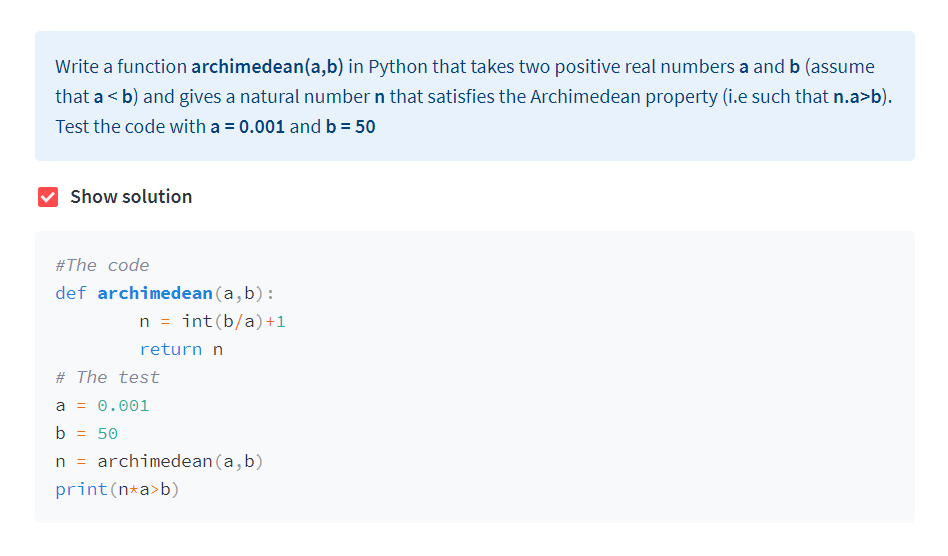 Write a function archimedean(a,b) in Python that takes two positive real numbers a and b (assume
that a < b) and gives a natural number n that satisfies the Archimedean property (i.e such that n.a>b).
Test the code with a = 0.001 and b = 50
Show solution
#The code
def archimedean(a,b):
        n = int(b/a)+1
        return n
# The test
a = 0.001
b = 50
n = archimedean(a,b)
print(n*a>b)